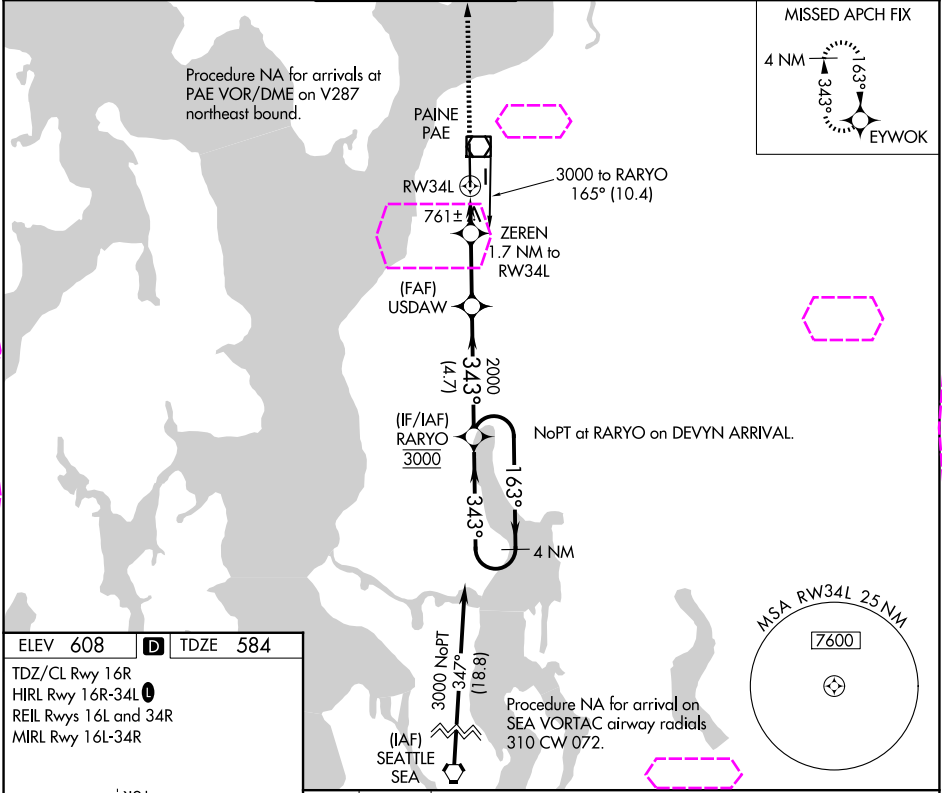 MISSED APCH FIX
4 NM
343°
163°
EYWOK
Procedure NA for arrivals at
PAE VOR/DME on V287
northeast bound.
PAINE
PAE
RW34L
3000 to RARYO
165° (10.4)
761±
ZEREN
1.7 NM to
RW34L
(FAF)
USDAW
343°
2000
(4.7)
(IF/IAF)
RARYO
3000
NoPT at RARYO on DEVYN ARRIVAL.
163°
343°
4 NM
3000 NoPT
347°
(18.8)
(IAF)
SEATTLE
SEA
Procedure NA for arrival on
SEA VORTAC airway radials
310 CW 072.
MSA RW34L 25 NM
7600
ELEV 608 D TDZE 584
TDZ/CL Rwy 16R
HIRL Rwy 16R-34L L
REIL Rwys 16L and 34R
MIRL Rwy 16L-34R